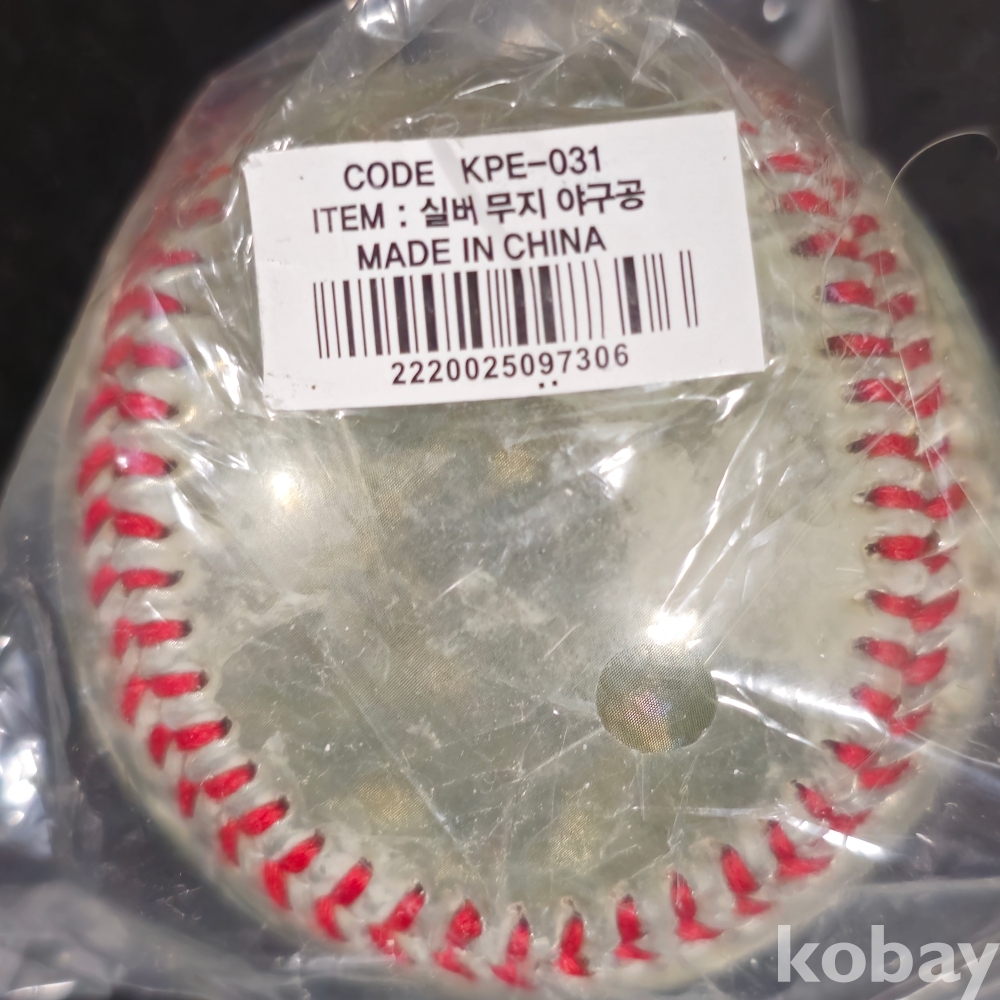 CODE KPE-031
ITEM : 실버 무지 야구공
MADE IN CHINA
2220025097306
kobay